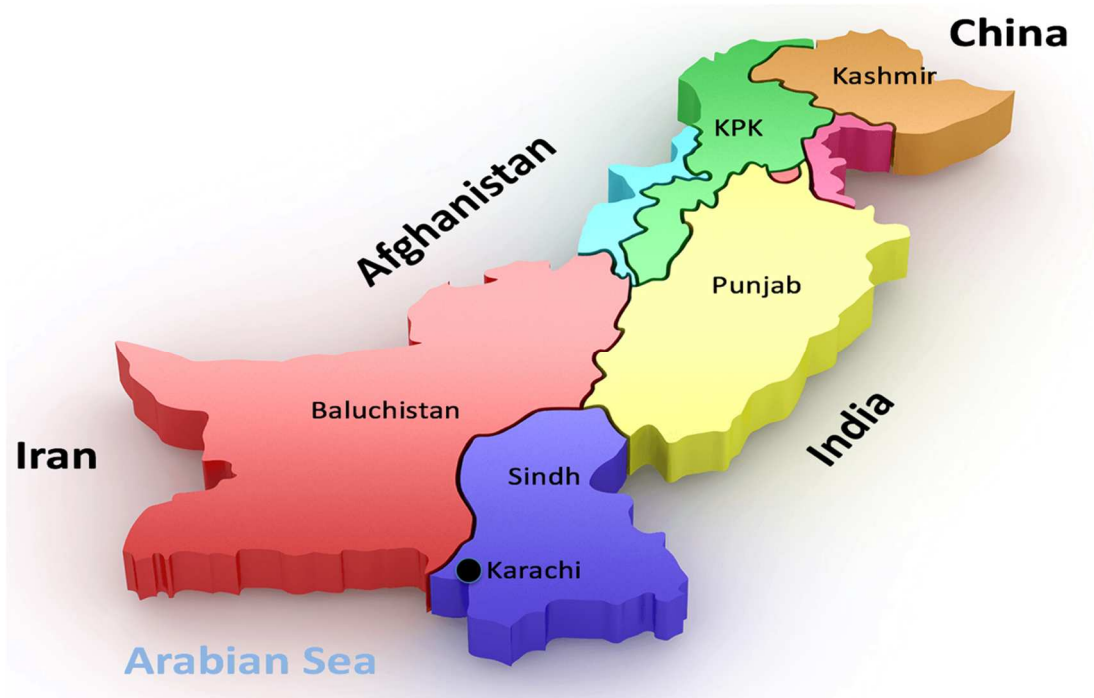 China
Kashmir
KPK
Afghanistan
Punjab
Baluchistan
India
Iran
Sindh
Karachi
Arabian Sea